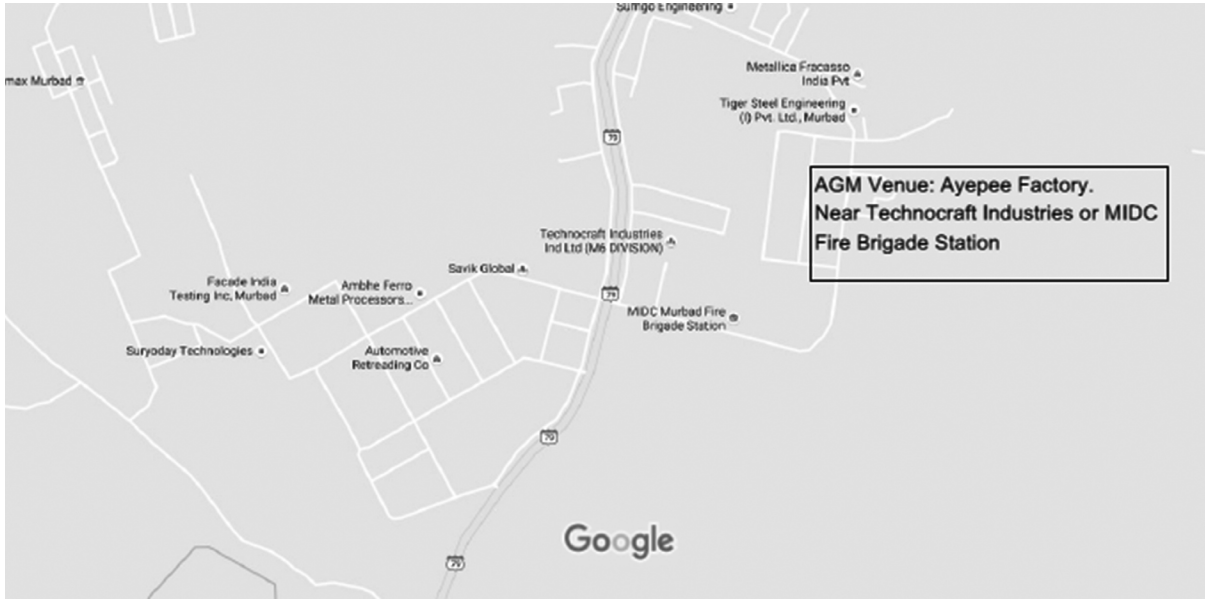 Sumgo Engineering
max Murbad
Metallica Fracasso
India Pvt
Tiger Steel Engineering
(I) Pvt. Ltd., Murbad
79
AGM Venue: Ayepee Factory.
Near Technocraft Industries or MIDC
Fire Brigade Station
Technocraft Industries
Ind Ltd (M6 DIVISION)
Savik Global
Facade India
Testing Inc, Murbad
Ambhe Ferro
Metal Processors...
79
MIDC Murbad Fire
Brigade Station
Suryoday Technologies
Automotive
Retreading Co
79
Google
79